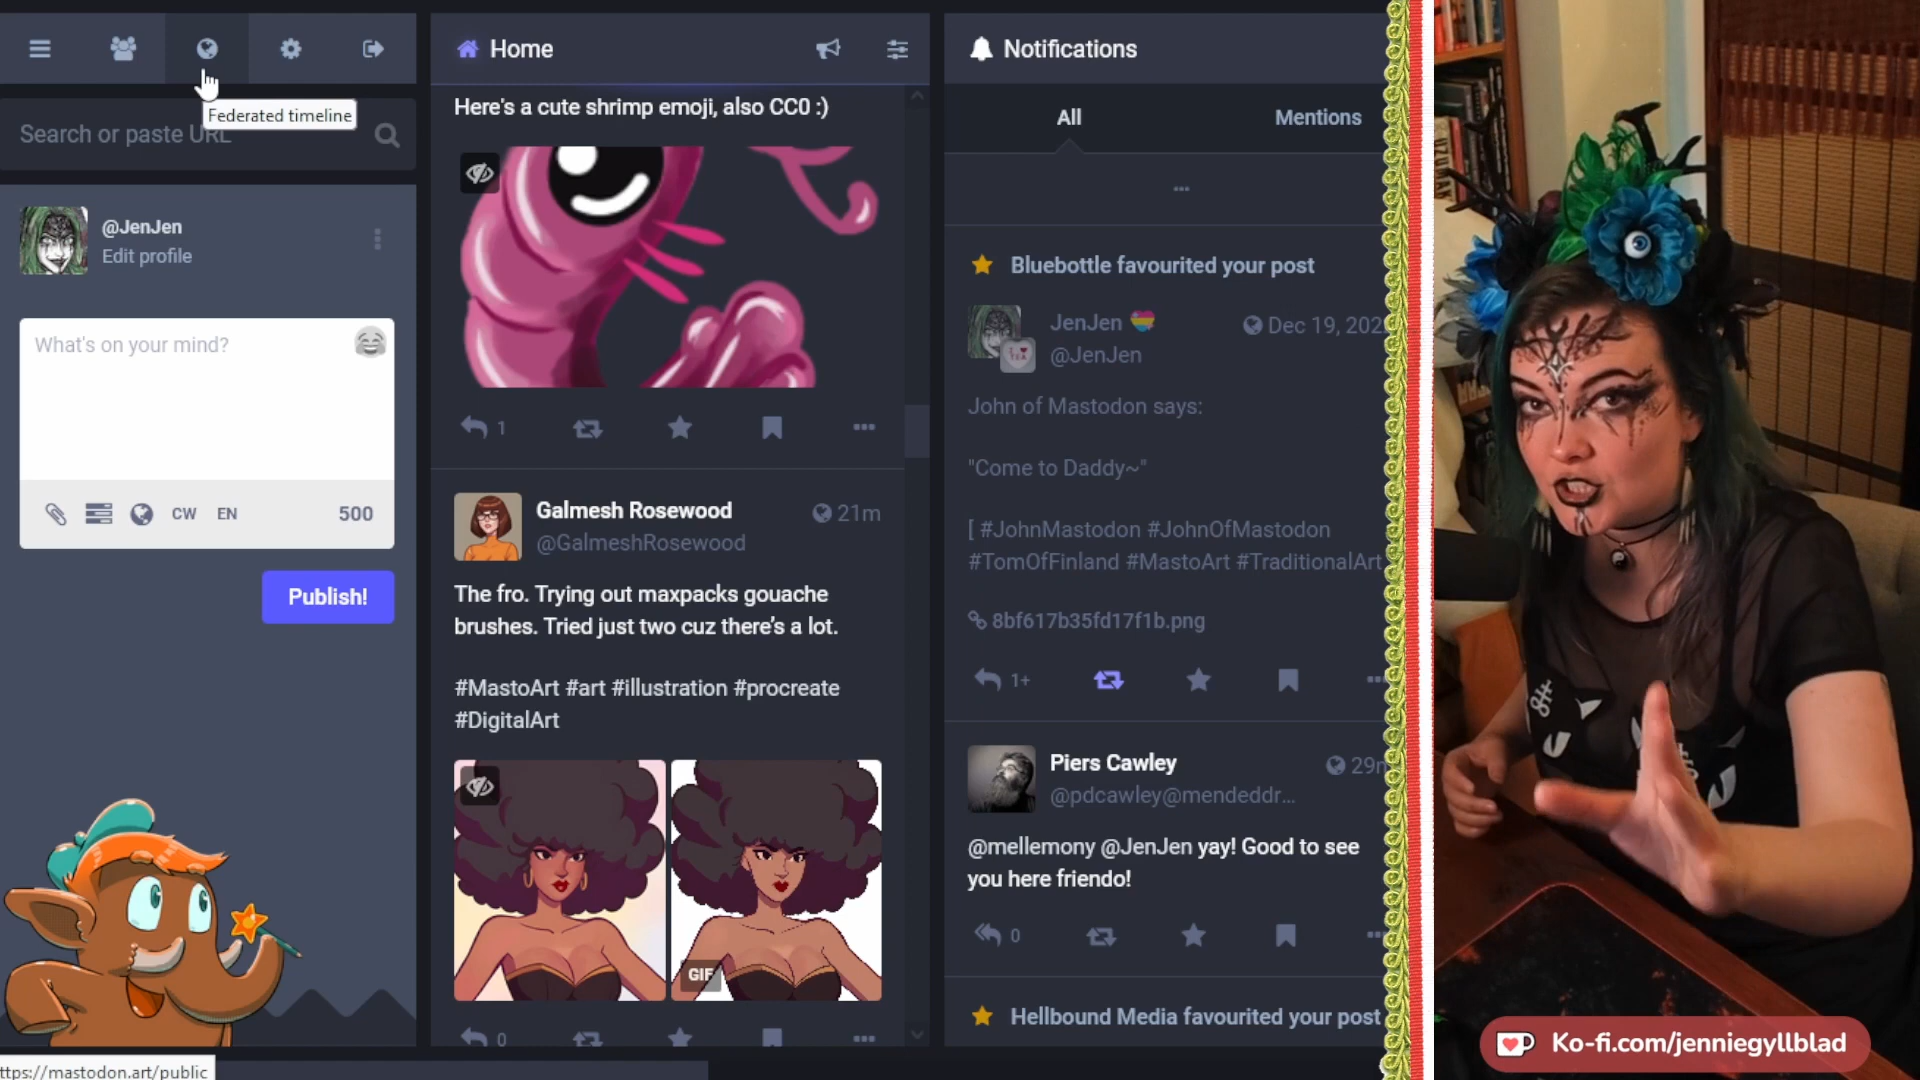 Federated timeline
Search or paste URL
@JenJen
Edit profile
What's on your mind?
CW
EN
500
Publish!
ttps://mastodon.art/public
Home
Here's a cute shrimp emoji, also CC0 :)
1
Galmesh Rosewood
21m
@GalmeshRosewood
The fro. Trying out maxpacks gouache
brushes. Tried just two cuz there's a lot.
#MastoArt #art #illustration #procreate
#DigitalArt
GIF
0
Notifications
All
Mentions
Bluebottle favourited your post
JenJen
Dec 19, 202
@JenJen
John of Mastodon says:
"Come to Daddy~"
[ #JohnMastodon #JohnOfMastodon
#TomOfFinland #MastoArt #TraditionalArt
8bf617b35fd17f1b.png
1+
Piers Cawley
29m
@pdcawley@mendeddr...
@mellemony @JenJen yay! Good to see
you here friendo!
0
Hellbound Media favourited your post
Ko-fi.com/jenniegyllblad